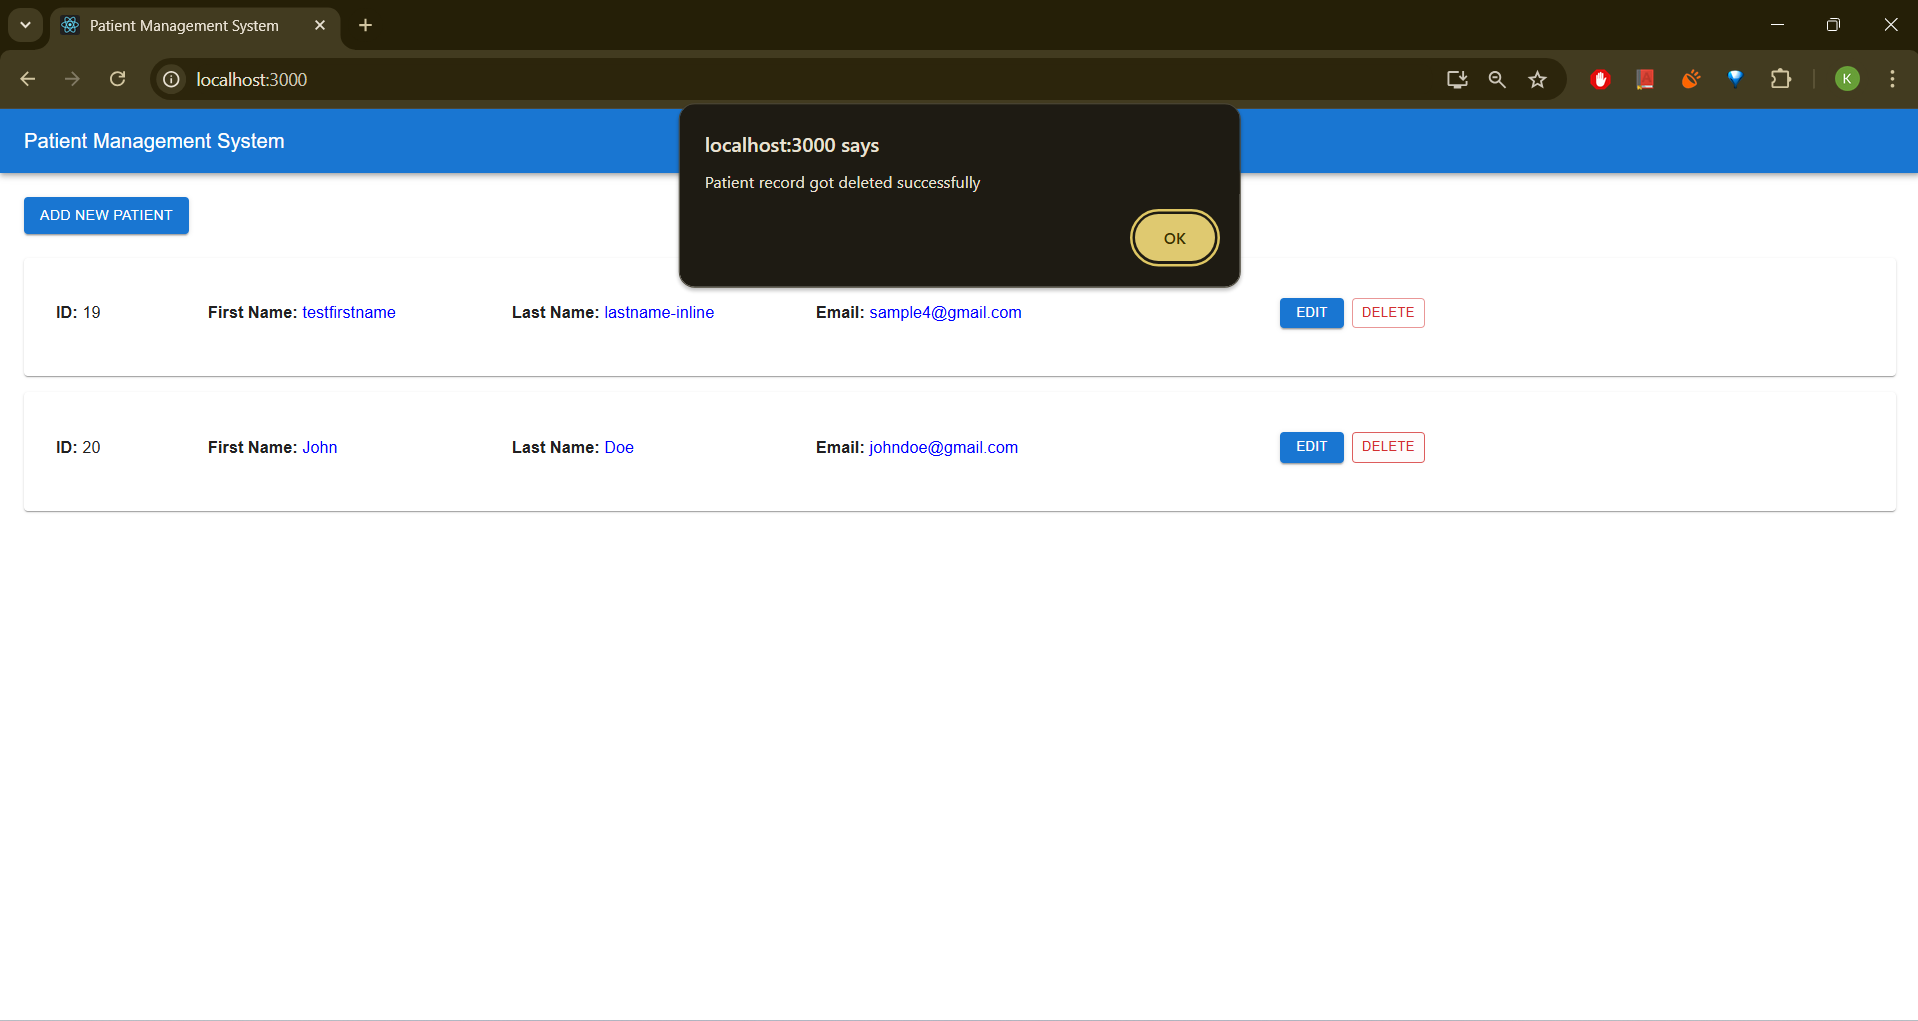 Patient Management System
localhost:3000
K
Patient Management System
localhost:3000 says
Patient record got deleted successfully
OK
ADD NEW PATIENT
ID: 19 First Name: testfirstname Last Name: lastname-inline Email: sample4@gmail.com EDIT DELETE
ID: 20 First Name: John Last Name: Doe Email: johndoe@gmail.com EDIT DELETE